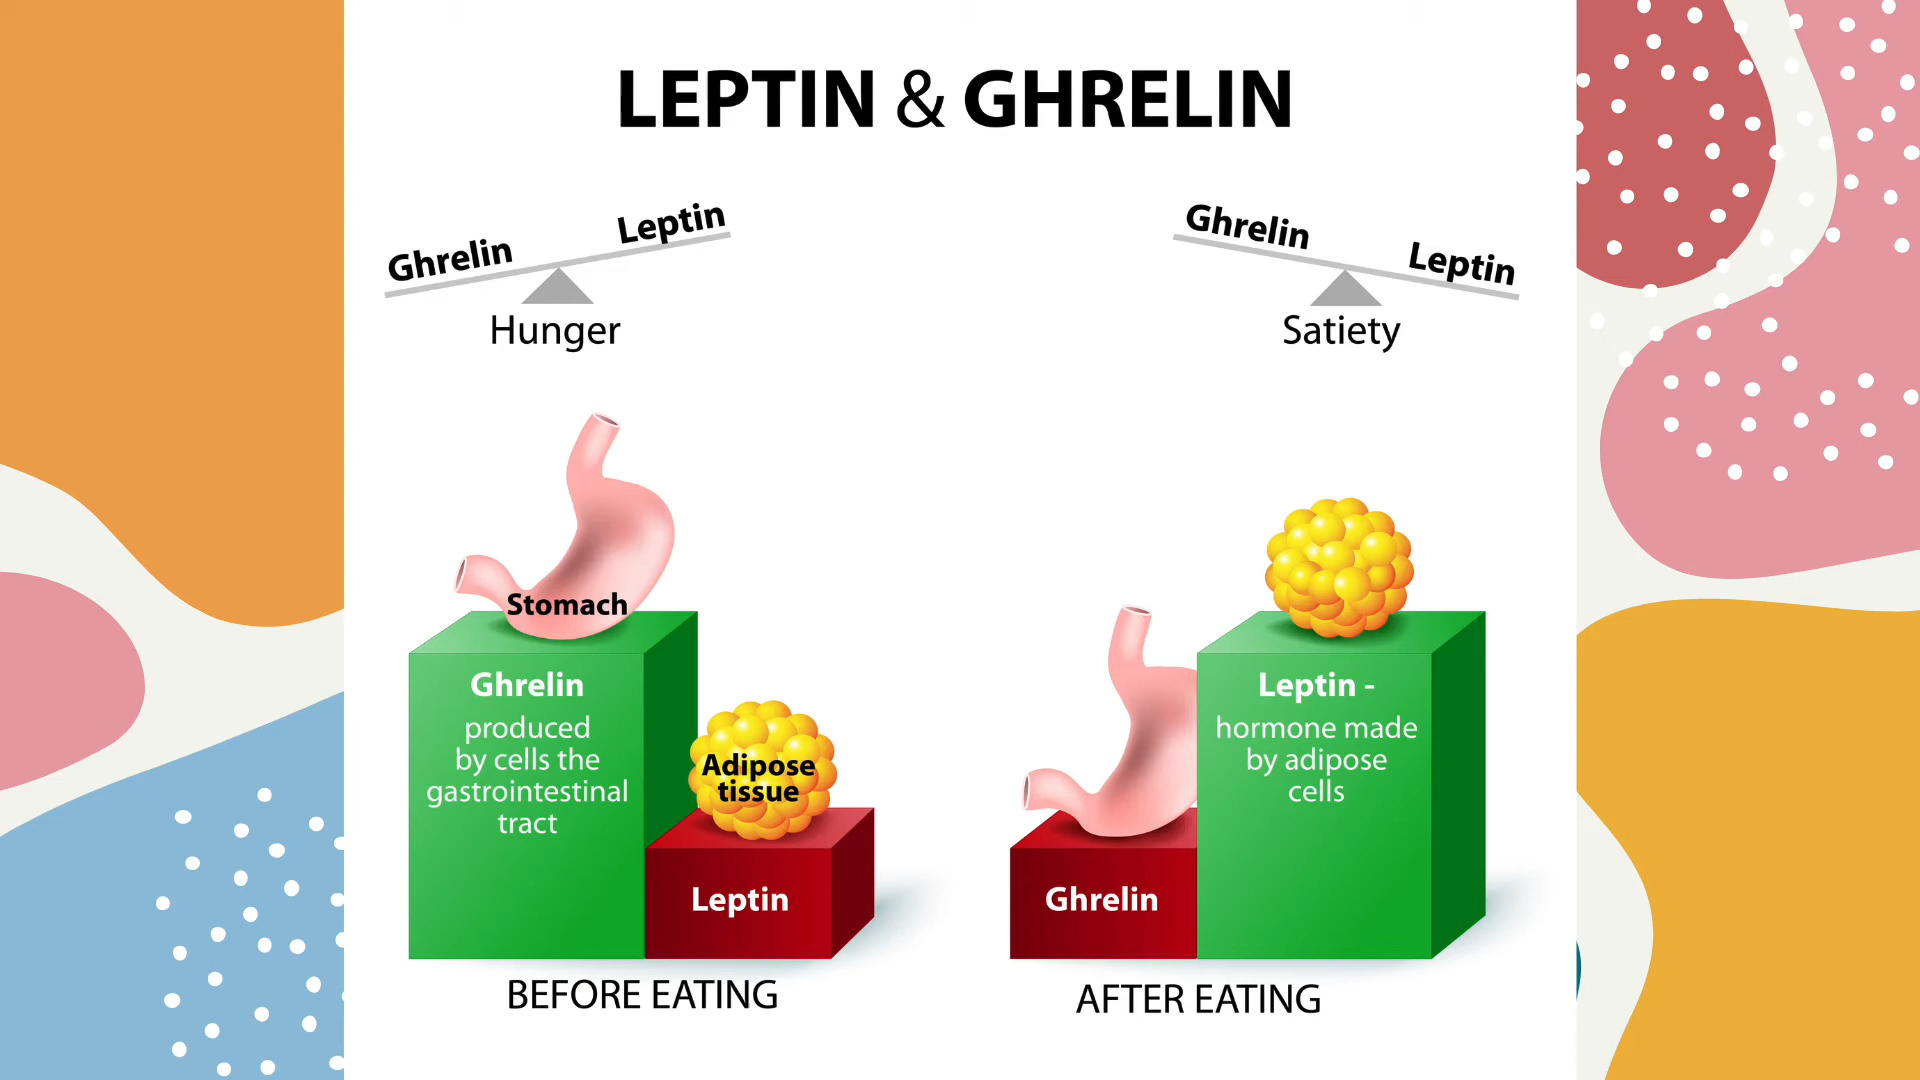 LEPTIN & GHRELIN
Ghrelin
Leptin
Hunger
Ghrelin
Leptin
Satiety
Stomach
Ghrelin
produced
by cells the
gastrointestinal
tract
Adipose
tissue
Leptin
BEFORE EATING
Leptin -
hormone made
by adipose
cells
Ghrelin
AFTER EATING